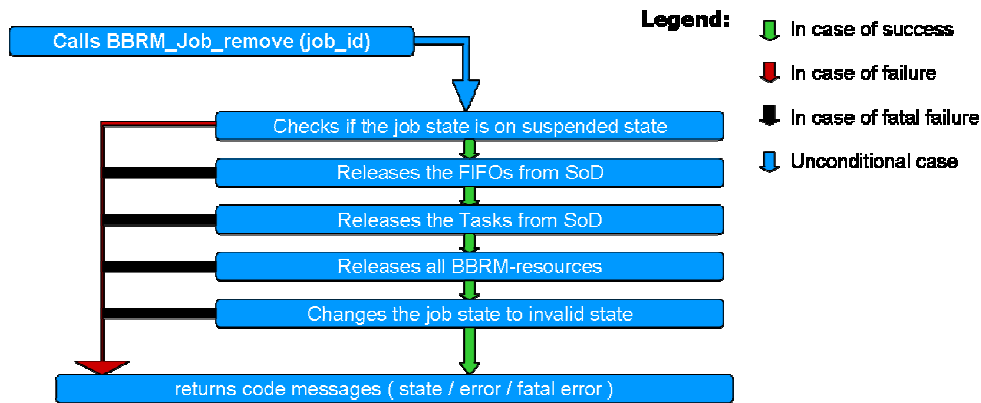 Legend:
Calls BBRM_Job_remove (job_id)
In case of success
In case of failure
In case of fatal failure
Unconditional case
Checks if the job state is on suspended state
Releases the FIFOs from SoD
Releases the Tasks from SoD
Releases all BBRM-resources
Changes the job state to invalid state
returns code messages ( state / error / fatal error )